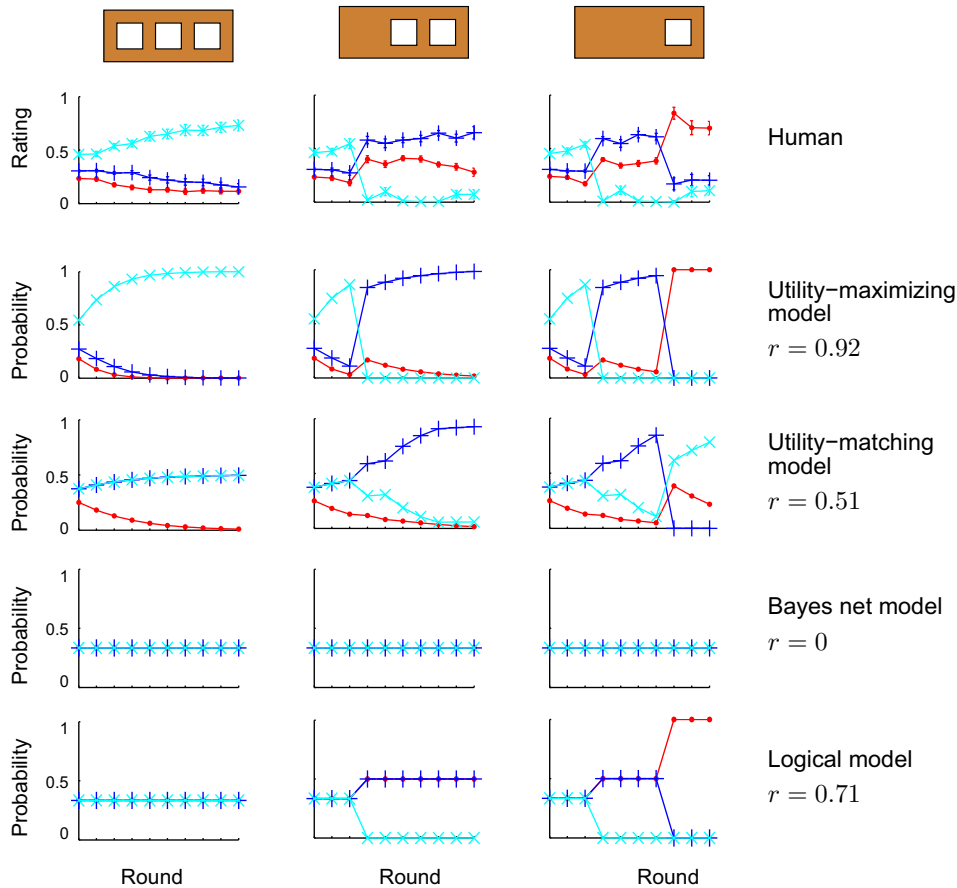 Rating
1
0.5
0
Human
Probability
1
0.5
0
Utility−maximizing
model
r = 0.92
Probability
1
0.5
0
Utility−matching
model
r = 0.51
Probability
1
0.5
0
Bayes net model
r = 0
Probability
1
0.5
0
Logical model
r = 0.71
Round
Round
Round